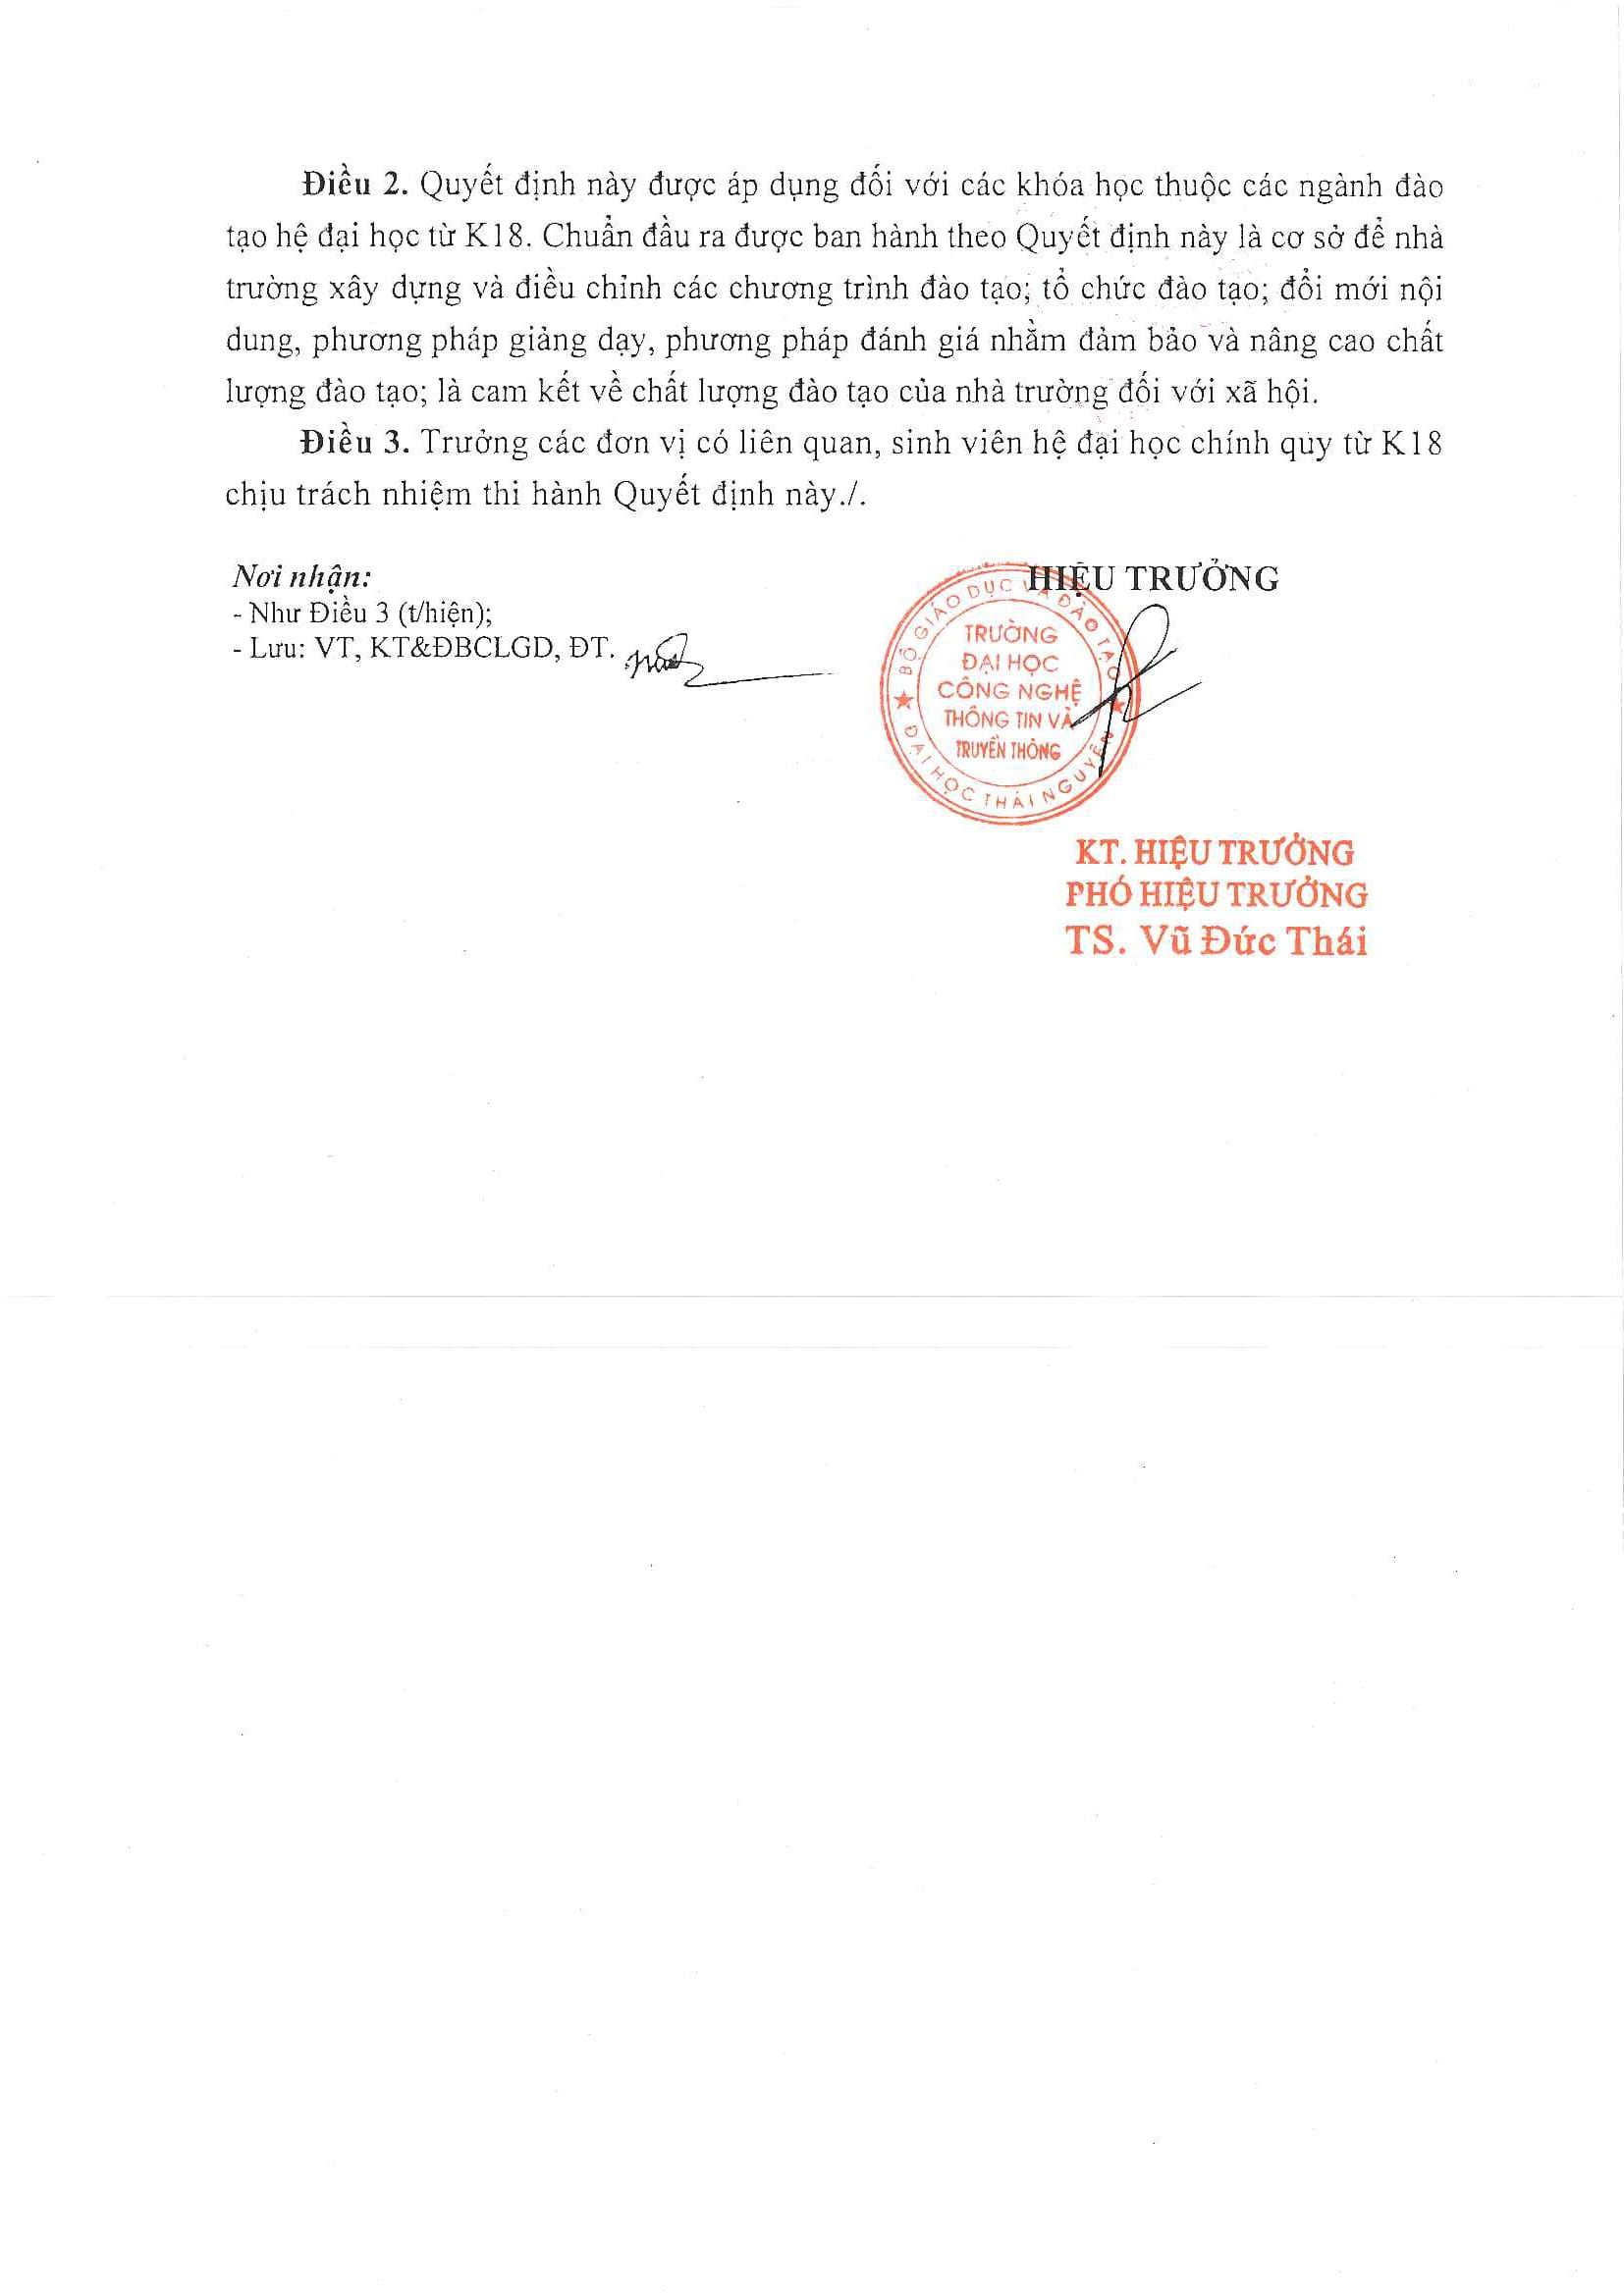 Điều 2. Quyết định này được áp dụng đối với các khóa học thuộc các ngành đào
tạo hệ đại học từ K18. Chuẩn đầu ra được ban hành theo Quyết định này là cơ sở để nhà
trường xây dựng và điều chỉnh các chương trình đào tạo; tổ chức đào tạo; đổi mới nội
dung, phương pháp giảng dạy, phương pháp đánh giá nhằm đảm bảo và nâng cao chất
lượng đào tạo; là cam kết về chất lượng đào tạo của nhà trường đối với xã hội.
Điều 3. Trưởng các đơn vị có liên quan, sinh viên hệ đại học chính quy từ K18
chịu trách nhiệm thi hành Quyết định này./.
Nơi nhận:
- Như Điều 3 (t/hiện);
- Lưu: VT, KT&ĐBCLGD, ĐT.
HIỆU TRƯỞNG
BỘ GIÁO DỤC VÀ ĐÀO TẠO
TRƯỜNG
ĐẠI HỌC
CÔNG NGHỆ
THÔNG TIN VÀ
TRUYỀN THÔNG
ĐẠI HỌC THÁI NGUYÊN
KT. HIỆU TRƯỞNG
PHÓ HIỆU TRƯỞNG
TS. Vũ Đức Thái